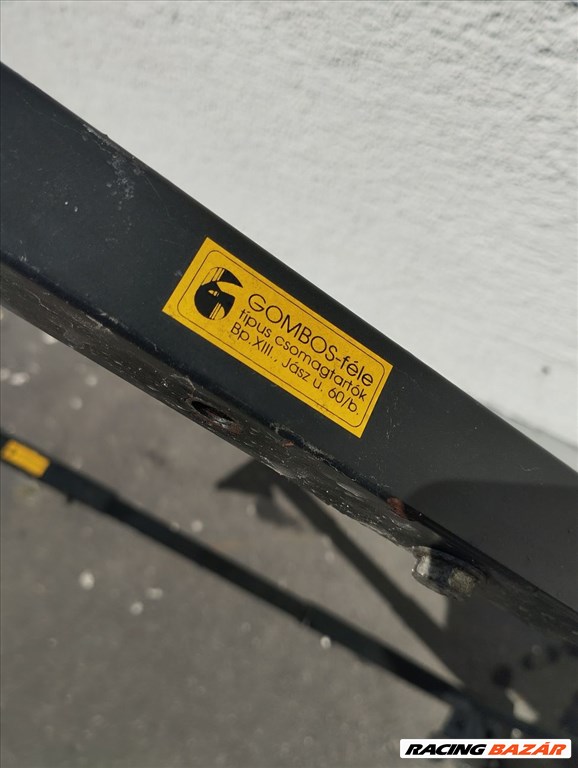 GOMBOS-féle
típus csomagtartók
Bp. XIII., Jász u. 60/b.
RACING BAZÁR